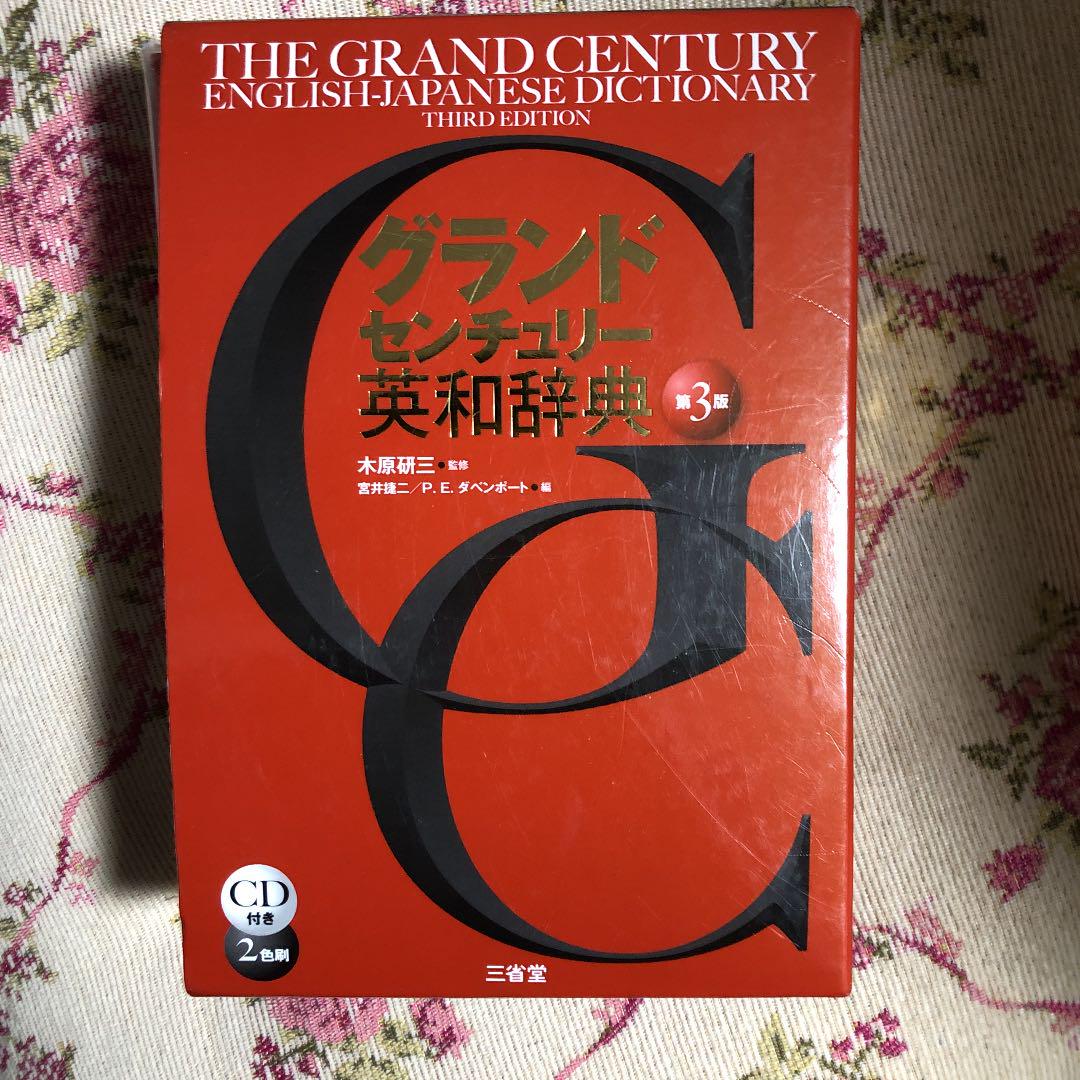 THE GRAND CENTURY
ENGLISH-JAPANESE DICTIONARY
THIRD EDITION
グランド
センチュリー
英和辞典
第3版
木原研三●監修
宮井捷二/P.E.ダベンポート●編
GC
CD
付き
2色刷
三省堂